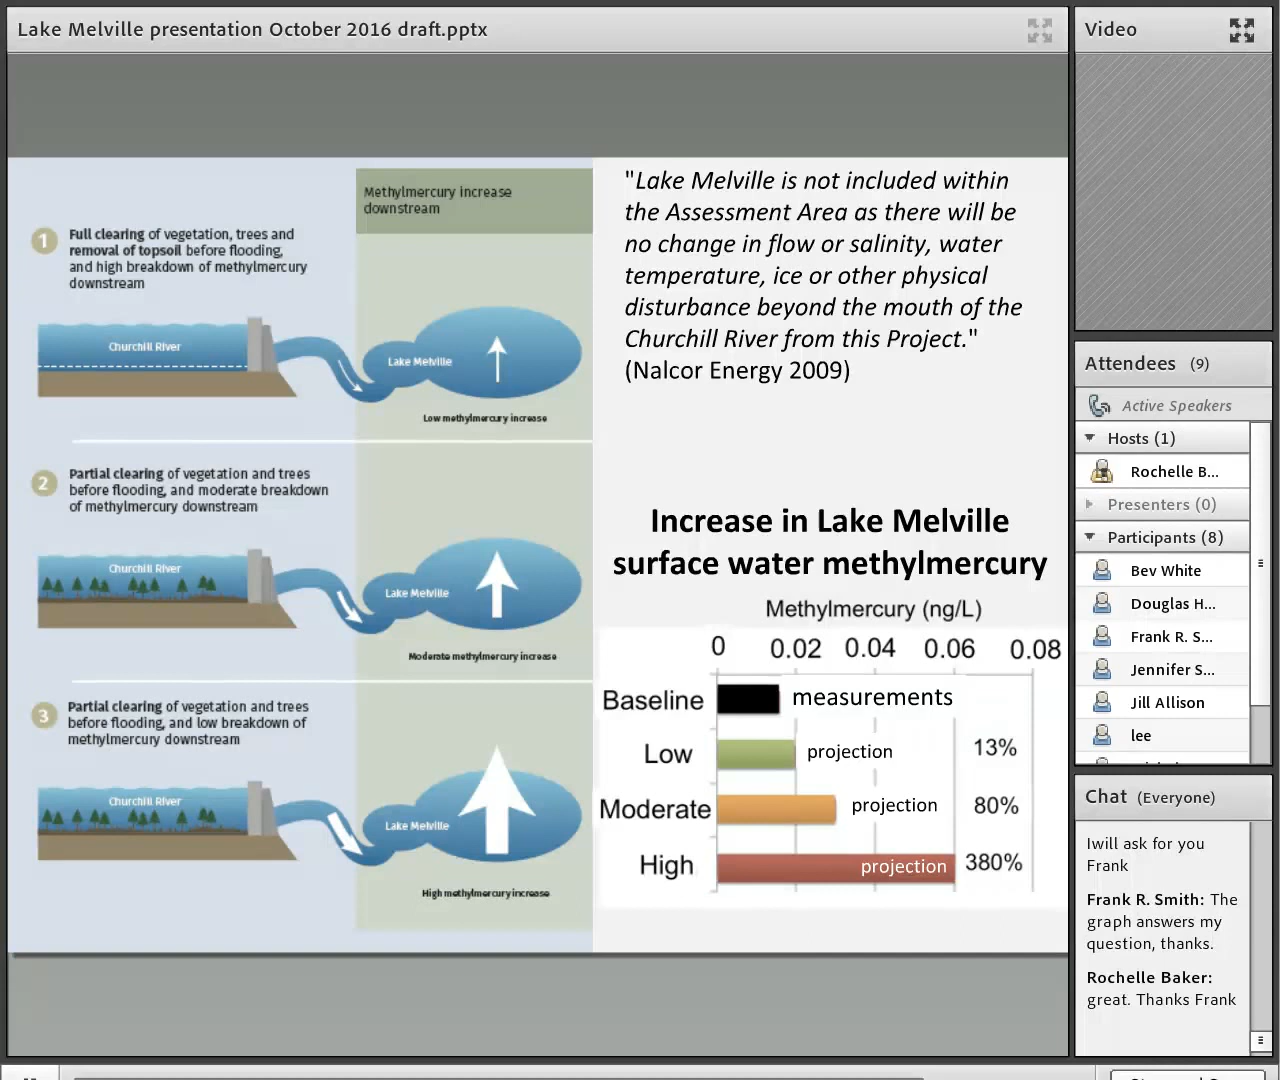 Lake Melville presentation October 2016 draft.pptx
Methylmercury increase
downstream
1
Full clearing of vegetation, trees and
removal of topsoil before flooding,
and high breakdown of methylmercury
downstream
Churchill River
Lake Melville
Low methylmercury increase
2
Partial clearing of vegetation and trees
before flooding, and moderate breakdown
of methylmercury downstream
Churchill River
Lake Melville
Moderate methylmercury increase
3
Partial clearing of vegetation and trees
before flooding, and low breakdown of
methylmercury downstream
Churchill River
Lake Melville
High methylmercury increase
"Lake Melville is not included within
the Assessment Area as there will be
no change in flow or salinity, water
temperature, ice or other physical
disturbance beyond the mouth of the
Churchill River from this Project."
(Nalcor Energy 2009)
Increase in Lake Melville
surface water methylmercury
Methylmercury (ng/L)
0 0.02 0.04 0.06 0.08
Baseline measurements
Low projection 13%
Moderate projection 80%
High projection 380%
Video
Attendees (9)
Active Speakers
Hosts (1)
Rochelle B...
Presenters (0)
Participants (8)
Bev White
Douglas H...
Frank R. S...
Jennifer S...
Jill Allison
lee
Chat (Everyone)
Iwill ask for you
Frank
Frank R. Smith: The
graph answers my
question, thanks.
Rochelle Baker:
great. Thanks Frank